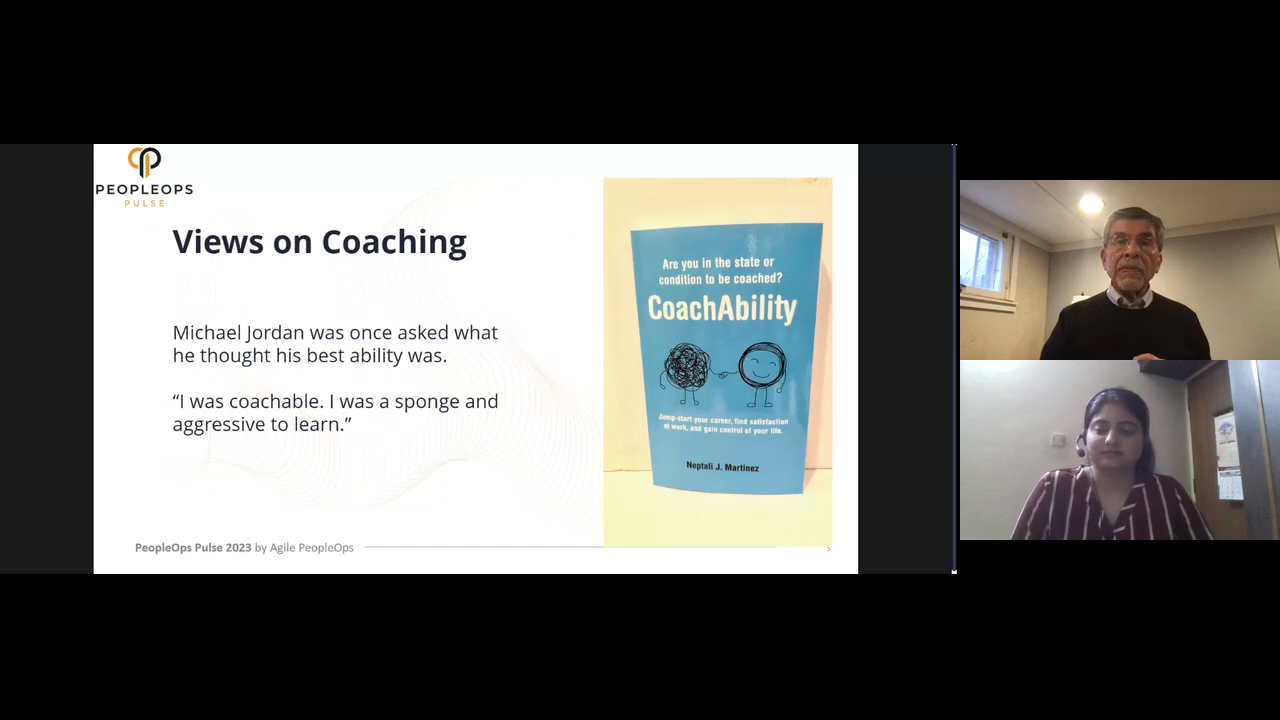 PEOPLEOPS
PULSE
Views on Coaching
Michael Jordan was once asked what
he thought his best ability was.
“I was coachable. I was a sponge and
aggressive to learn.”
Are you in the state or
condition to be coached?
CoachAbility
Jump-start your career, find satisfaction
at work, and gain control of your life.
Neptali J. Martinez
PeopleOps Pulse 2023 by Agile PeopleOps
5